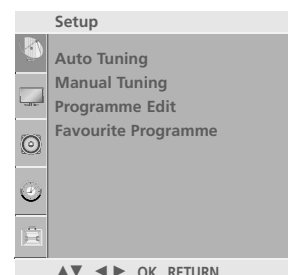 Setup
Auto Tuning
Manual Tuning
Programme Edit
Favourite Programme
▲▼ ◀ ▶ OK RETURN